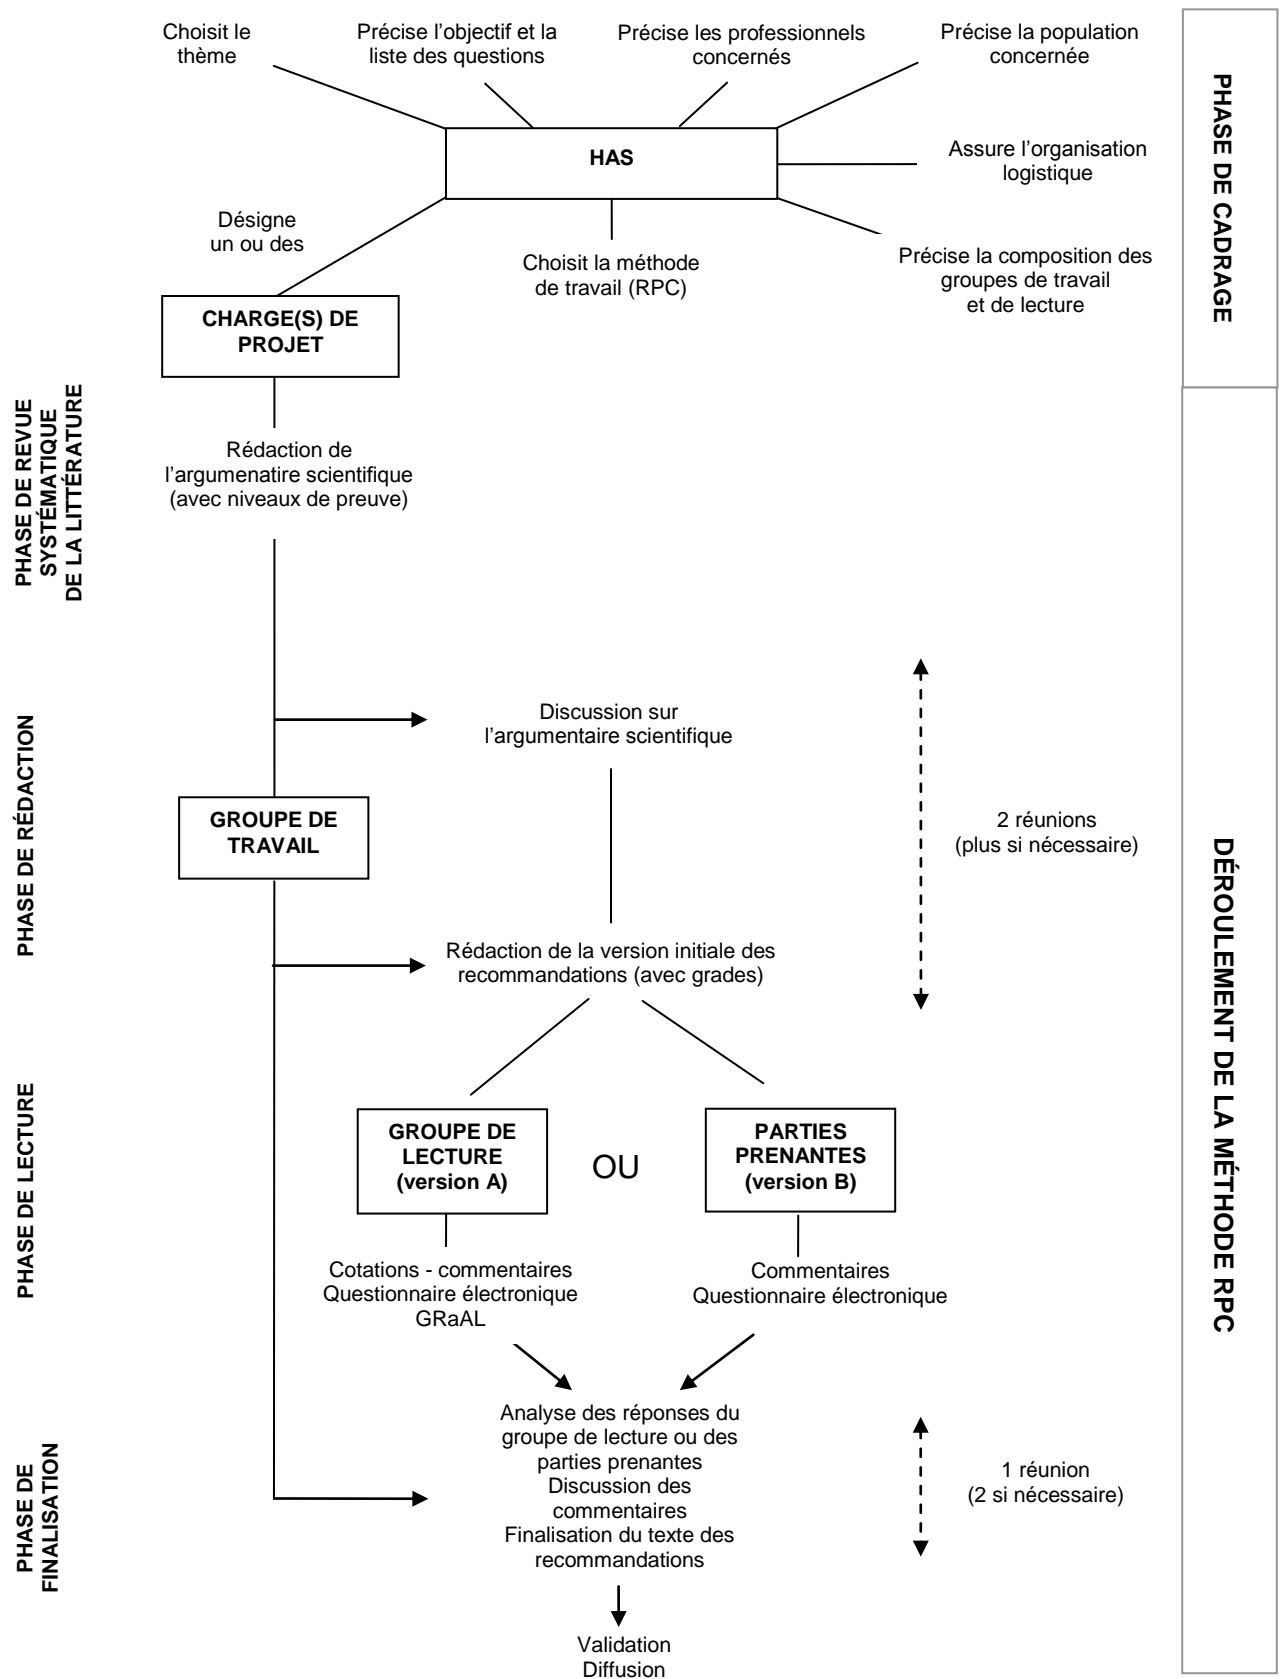 Choisit le
thème
Précise l’objectif et la
liste des questions
Précise les professionnels
concernés
Précise la population
concernée
HAS
Assure l’organisation
logistique
Désigne
un ou des
Choisit la méthode
de travail (RPC)
Précise la composition des
groupes de travail
et de lecture
PHASE DE CADRAGE
CHARGE(S) DE
PROJET
PHASE DE REVUE
SYSTÉMATIQUE
DE LA LITTÉRATURE
Rédaction de
l’argumenatire scientifique
(avec niveaux de preuve)
PHASE DE RÉDACTION
Discussion sur
l’argumentaire scientifique
GROUPE DE
TRAVAIL
2 réunions
(plus si nécessaire)
DÉROULEMENT DE LA MÉTHODE RPC
Rédaction de la version initiale des
recommandations (avec grades)
PHASE DE LECTURE
GROUPE DE
LECTURE
(version A)
OU
PARTIES
PRENANTES
(version B)
Cotations - commentaires
Questionnaire électronique
GRaAL
Commentaires
Questionnaire électronique
PHASE DE
FINALISATION
Analyse des réponses du
groupe de lecture ou des
parties prenantes
Discussion des
commentaires
Finalisation du texte des
recommandations
1 réunion
(2 si nécessaire)
Validation
Diffusion